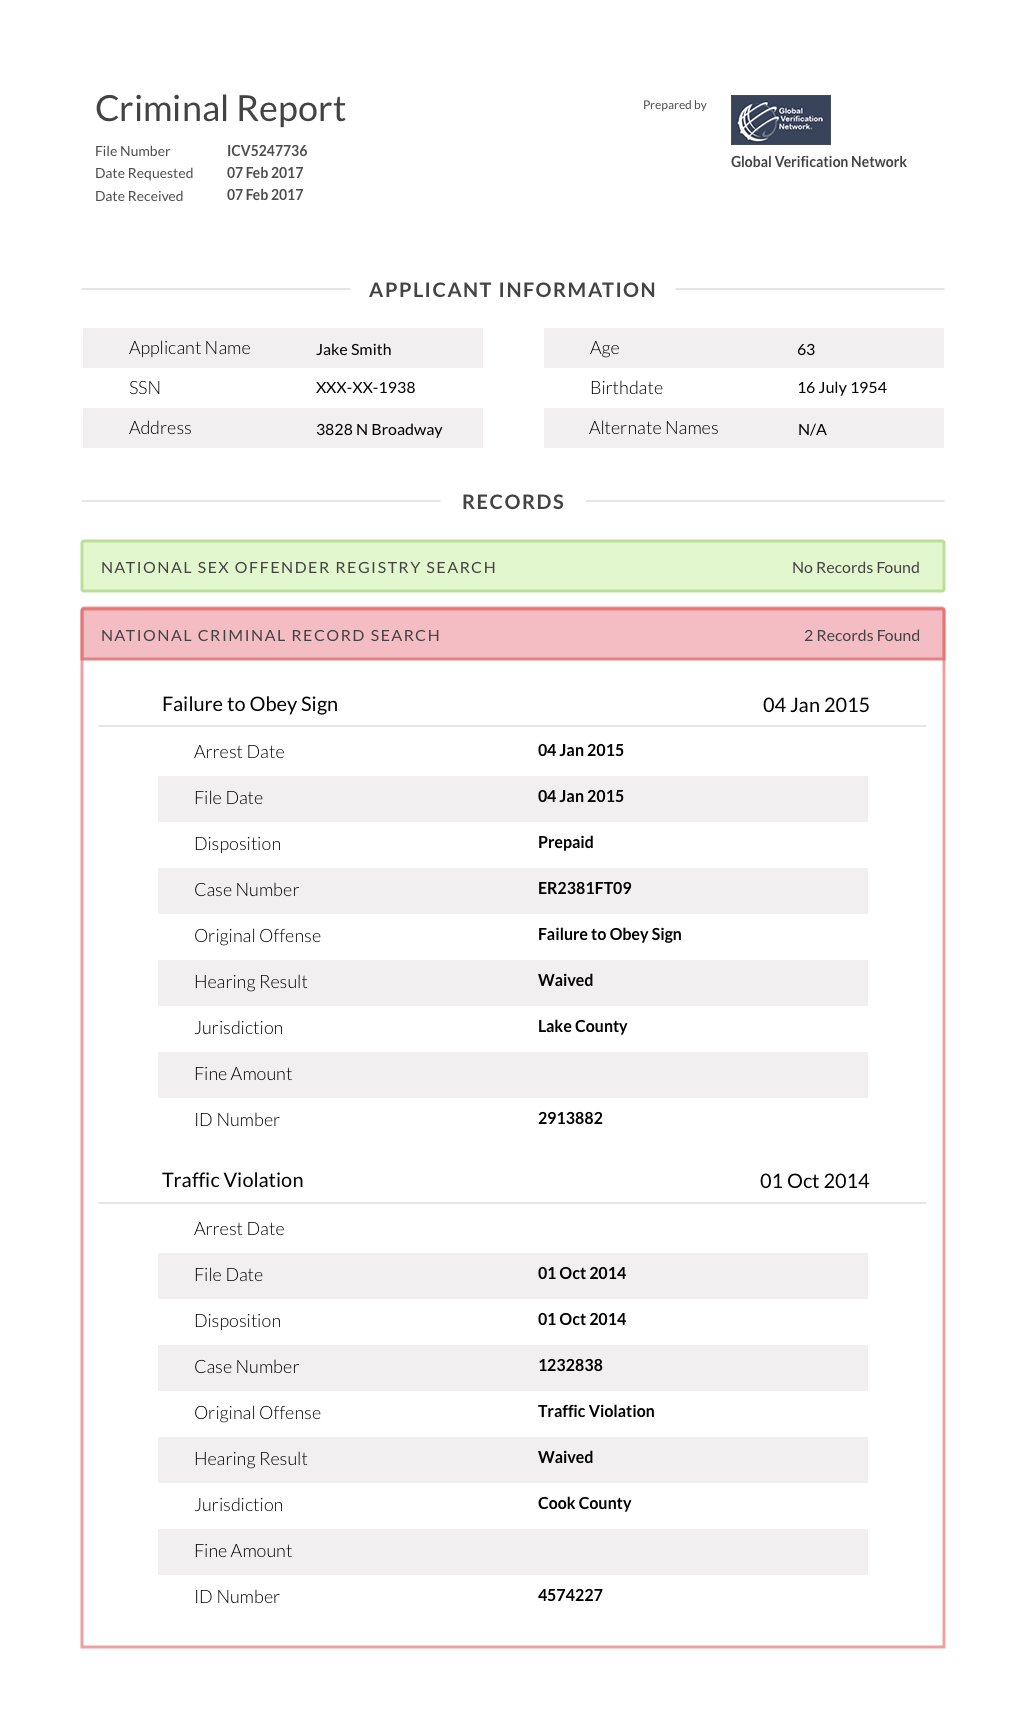 Criminal Report
Prepared by
Global
Verification
Network.
Global Verification Network
File Number ICV5247736
Date Requested 07 Feb 2017
Date Received 07 Feb 2017
APPLICANT INFORMATION
Applicant Name Jake Smith Age 63
SSN XXX-XX-1938 Birthdate 16 July 1954
Address 3828 N Broadway Alternate Names N/A
RECORDS
NATIONAL SEX OFFENDER REGISTRY SEARCH No Records Found
NATIONAL CRIMINAL RECORD SEARCH 2 Records Found
Failure to Obey Sign 04 Jan 2015
Arrest Date 04 Jan 2015
File Date 04 Jan 2015
Disposition Prepaid
Case Number ER2381FT09
Original Offense Failure to Obey Sign
Hearing Result Waived
Jurisdiction Lake County
Fine Amount
ID Number 2913882
Traffic Violation 01 Oct 2014
Arrest Date
File Date 01 Oct 2014
Disposition 01 Oct 2014
Case Number 1232838
Original Offense Traffic Violation
Hearing Result Waived
Jurisdiction Cook County
Fine Amount
ID Number 4574227